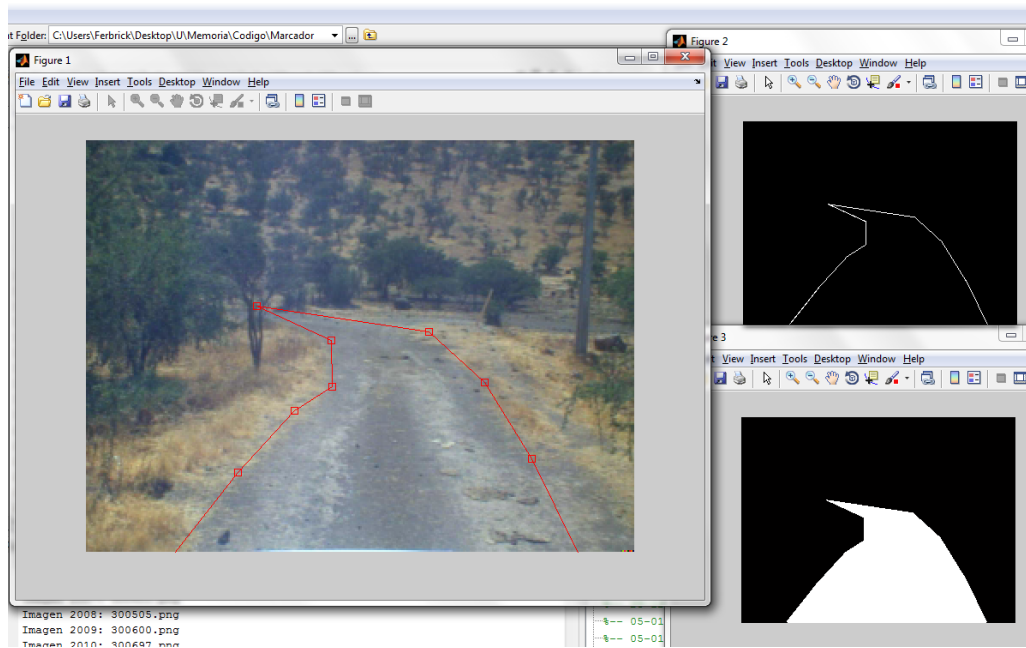 t Folder: C:\Users\Ferbrick\Desktop\U\Memoria\Codigo\Marcador
...
Figure 1
File Edit View Insert Tools Desktop Window Help
Figure 2
View Insert Tools Desktop Window Help
e 3
View Insert Tools Desktop Window Help
Imagen 2008: 300505.png
Imagen 2009: 300600.png
Imagen 2010: 300697.png
%-- 05-01
%-- 05-01
%-- 05-01